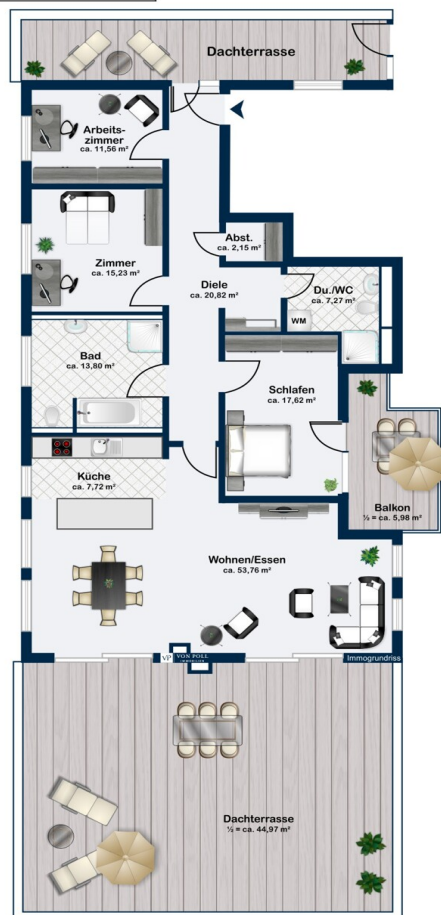 Dachterrasse
Arbeits-
zimmer
ca. 11,56 m²
Abst.
ca. 2,15 m²
Zimmer
ca. 15,23 m²
Diele
ca. 20,82 m²
Du./WC
ca. 7,27 m²
WM
Bad
ca. 13,80 m²
Schlafen
ca. 17,62 m²
Küche
ca. 7,72 m²
Balkon
½ = ca. 5,98 m²
Wohnen/Essen
ca. 53,76 m²
VP VON POLL
Immogrundriss
Dachterrasse
½ = ca. 44,97 m²